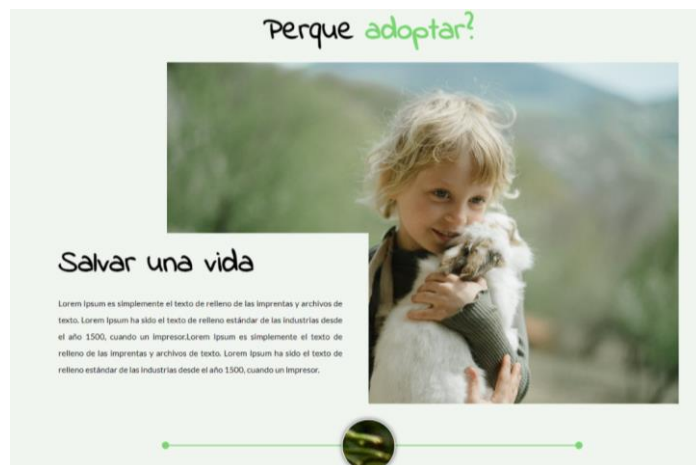 Perque adoptar?
Salvar una vida
Lorem Ipsum es simplemente el texto de relleno de las imprentas y archivos de
texto. Lorem Ipsum ha sido el texto de relleno estándar de las industrias desde
el año 1500, cuando un impresor.Lorem Ipsum es simplemente el texto de
relleno de las imprentas y archivos de texto. Lorem Ipsum ha sido el texto de
relleno estándar de las industrias desde el año 1500, cuando un impresor.